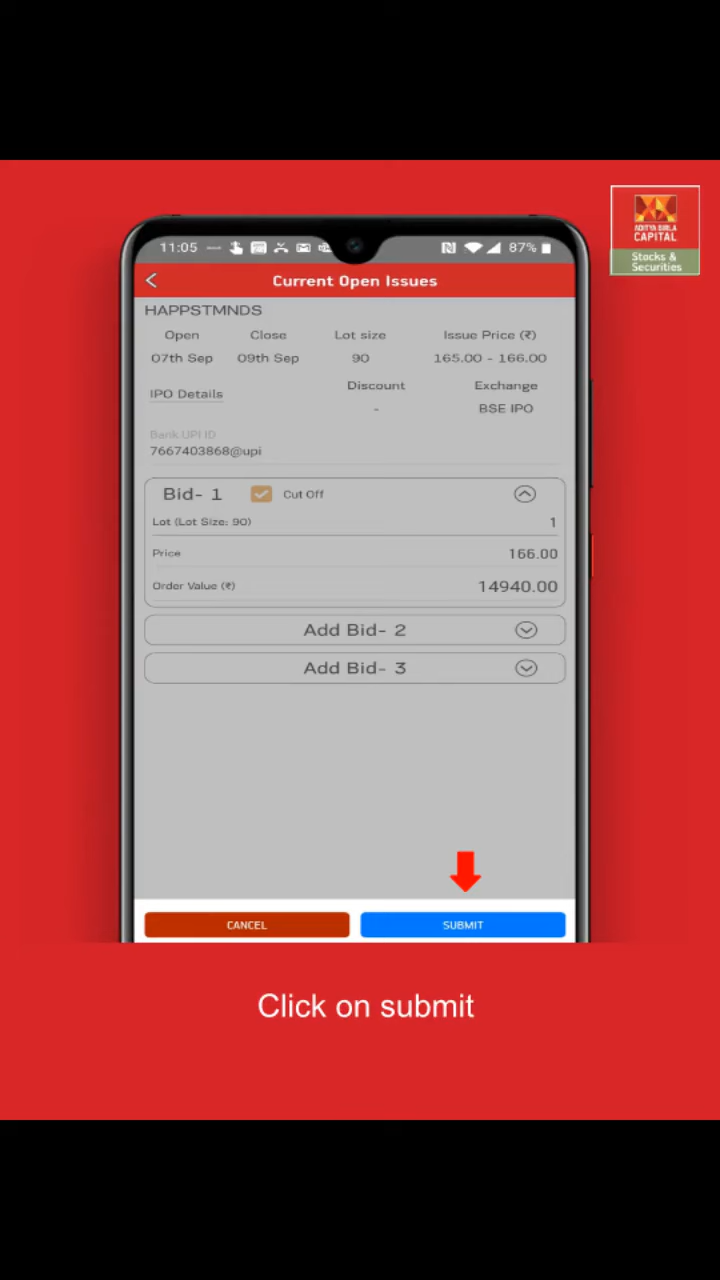 ADITYA BIRLA
CAPITAL
Stocks &
Securities
11:05
87%
Current Open Issues
HAPPSTMNDS
Open Close Lot size Issue Price (₹)
07th Sep 09th Sep 90 165.00 - 166.00
IPO Details Discount Exchange
- BSE IPO
Bank UPI ID
7667403868@upi
Bid- 1 Cut Off
Lot (Lot Size: 90) 1
Price 166.00
Order Value (₹) 14940.00
Add Bid- 2
Add Bid- 3
CANCEL SUBMIT
Click on submit